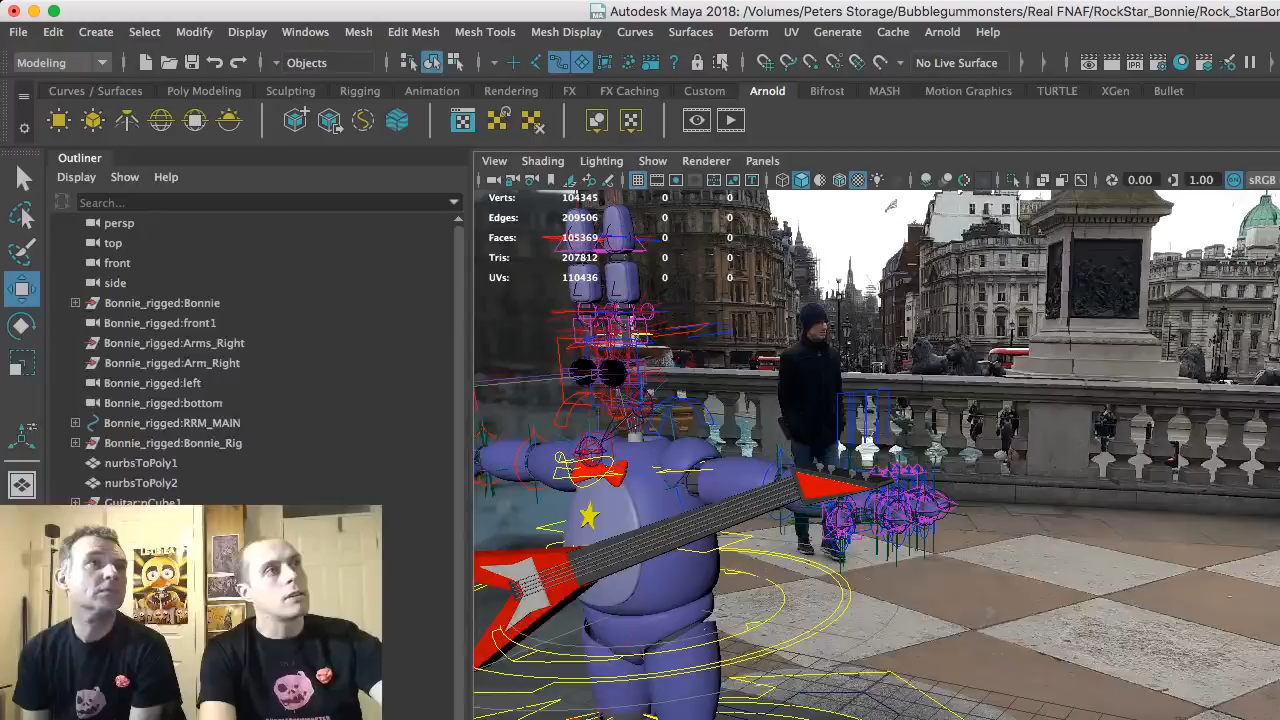 Autodesk Maya 2018: /Volumes/Peters Storage/Bubblegummonsters/Real FNAF/RockStar_Bonnie/Rock_StarBon
File Edit Create Select Modify Display Windows Mesh Edit Mesh Mesh Tools Mesh Display Curves Surfaces Deform UV Generate Cache Arnold Help
Modeling Objects No Live Surface
Curves / Surfaces Poly Modeling Sculpting Rigging Animation Rendering FX FX Caching Custom Arnold Bifrost MASH Motion Graphics TURTLE XGen Bullet
Outliner
Display Show Help
Search...
persp
top
front
side
Bonnie_rigged:Bonnie
Bonnie_rigged:front1
Bonnie_rigged:Arms_Right
Bonnie_rigged:Arm_Right
Bonnie_rigged:left
Bonnie_rigged:bottom
Bonnie_rigged:RRM_MAIN
Bonnie_rigged:Bonnie_Rig
nurbsToPoly1
nurbsToPoly2
Guitar:pCube1
View Shading Lighting Show Renderer Panels
0.00 1.00 sRGB
Verts: 104345 0 0
Edges: 209506 0 0
Faces: 105369 0 0
Tris: 207812 0 0
UVs: 110436 0 0